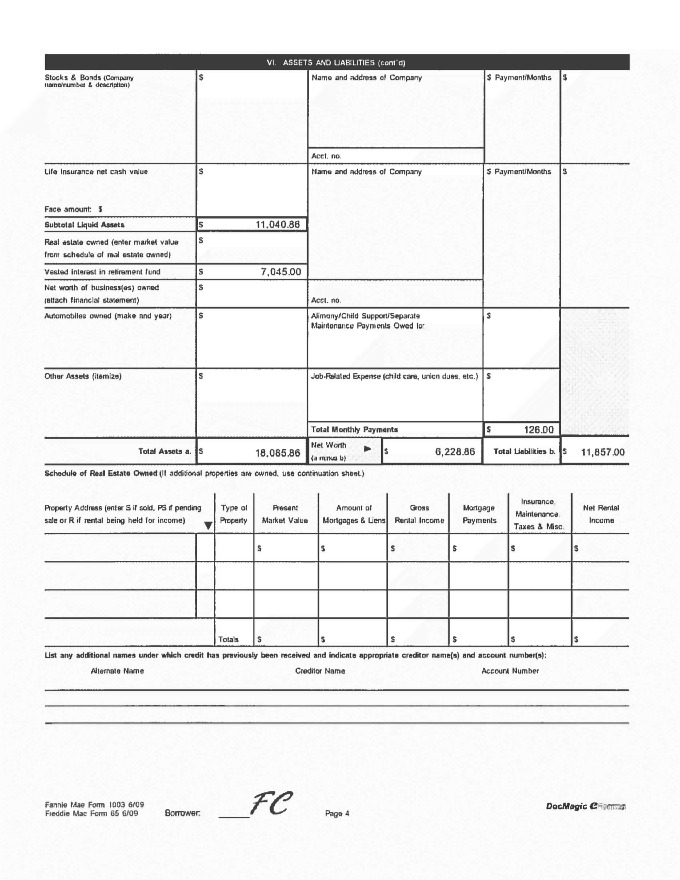 VI. ASSETS AND LIABILITIES (cont'd)
Stocks & Bonds (Company
name/number & description)
$
Name and address of Company
$ Payment/Months
$
Acct. no.
Life insurance net cash value
$
Name and address of Company
$ Payment/Months
$
Face amount: $
Subtotal Liquid Assets
$ 11,040.86
Real estate owned (enter market value
from schedule of real estate owned)
$
Vested interest in retirement fund
$ 7,045.00
Net worth of business(es) owned
(attach financial statement)
$
Acct. no.
Automobiles owned (make and year)
$
Alimony/Child Support/Separate
Maintenance Payments Owed to:
$
Other Assets (itemize)
$
Job-Related Expense (child care, union dues, etc.)
$
Total Monthly Payments
$ 126.00
Total Assets a.
$ 18,085.86
Net Worth
(a minus b)
$ 6,228.86
Total Liabilities b.
$ 11,857.00
Schedule of Real Estate Owned (If additional properties are owned, use continuation sheet.)
Property Address (enter S if sold, PS if pending
sale or R if rental being held for income)
Type of
Property
Present
Market Value
Amount of
Mortgages & Liens
Gross
Rental Income
Mortgage
Payments
Insurance,
Maintenance,
Taxes & Misc.
Net Rental
Income
$ $ $ $ $ $
Totals $ $ $ $ $ $
List any additional names under which credit has previously been received and indicate appropriate creditor name(s) and account number(s):
Alternate Name Creditor Name Account Number
Fannie Mae Form 1003 6/09
Freddie Mac Form 65 6/09
Borrower: FC
Page 4
DocMagic eForms